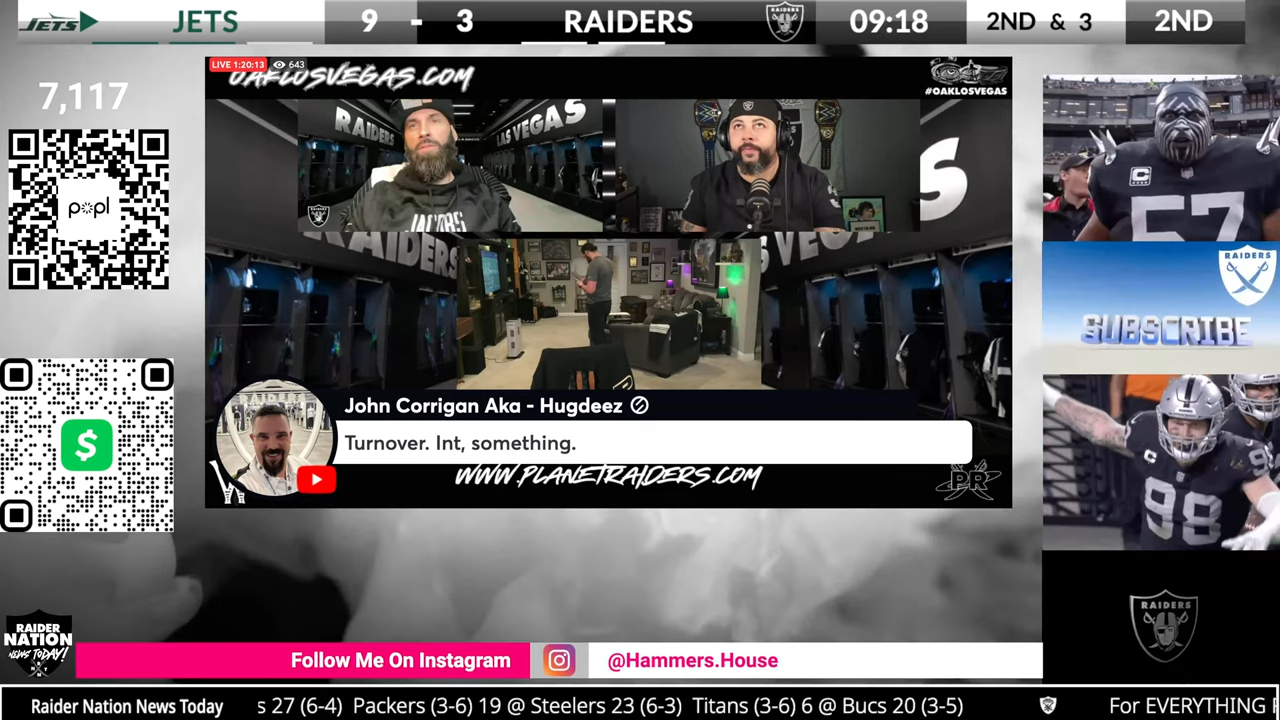 JETS
JETS
9 - 3
RAIDERS
09:18
2ND & 3
2ND
LIVE 1:20:13 643
OAKLOSVEGAS.COM
#OAKLOSVEGAS
7,117
popl
RAIDERS
LAS VEGAS
JACOBS
S
RAIDERS
VEGA
57
C
RAIDERS
SUBSCRIBE
John Corrigan Aka - Hugdeez
Turnover. Int, something.
WWW.PLANETRAIDERS.COM
PR
$
C
98
RAIDERS
RAIDER
NATION
NEWS TODAY!
Follow Me On Instagram
@Hammers.House
Raider Nation News Today
s 27 (6-4) Packers (3-6) 19 @ Steelers 23 (6-3) Titans (3-6) 6 @ Bucs 20 (3-5)
For EVERYTHING